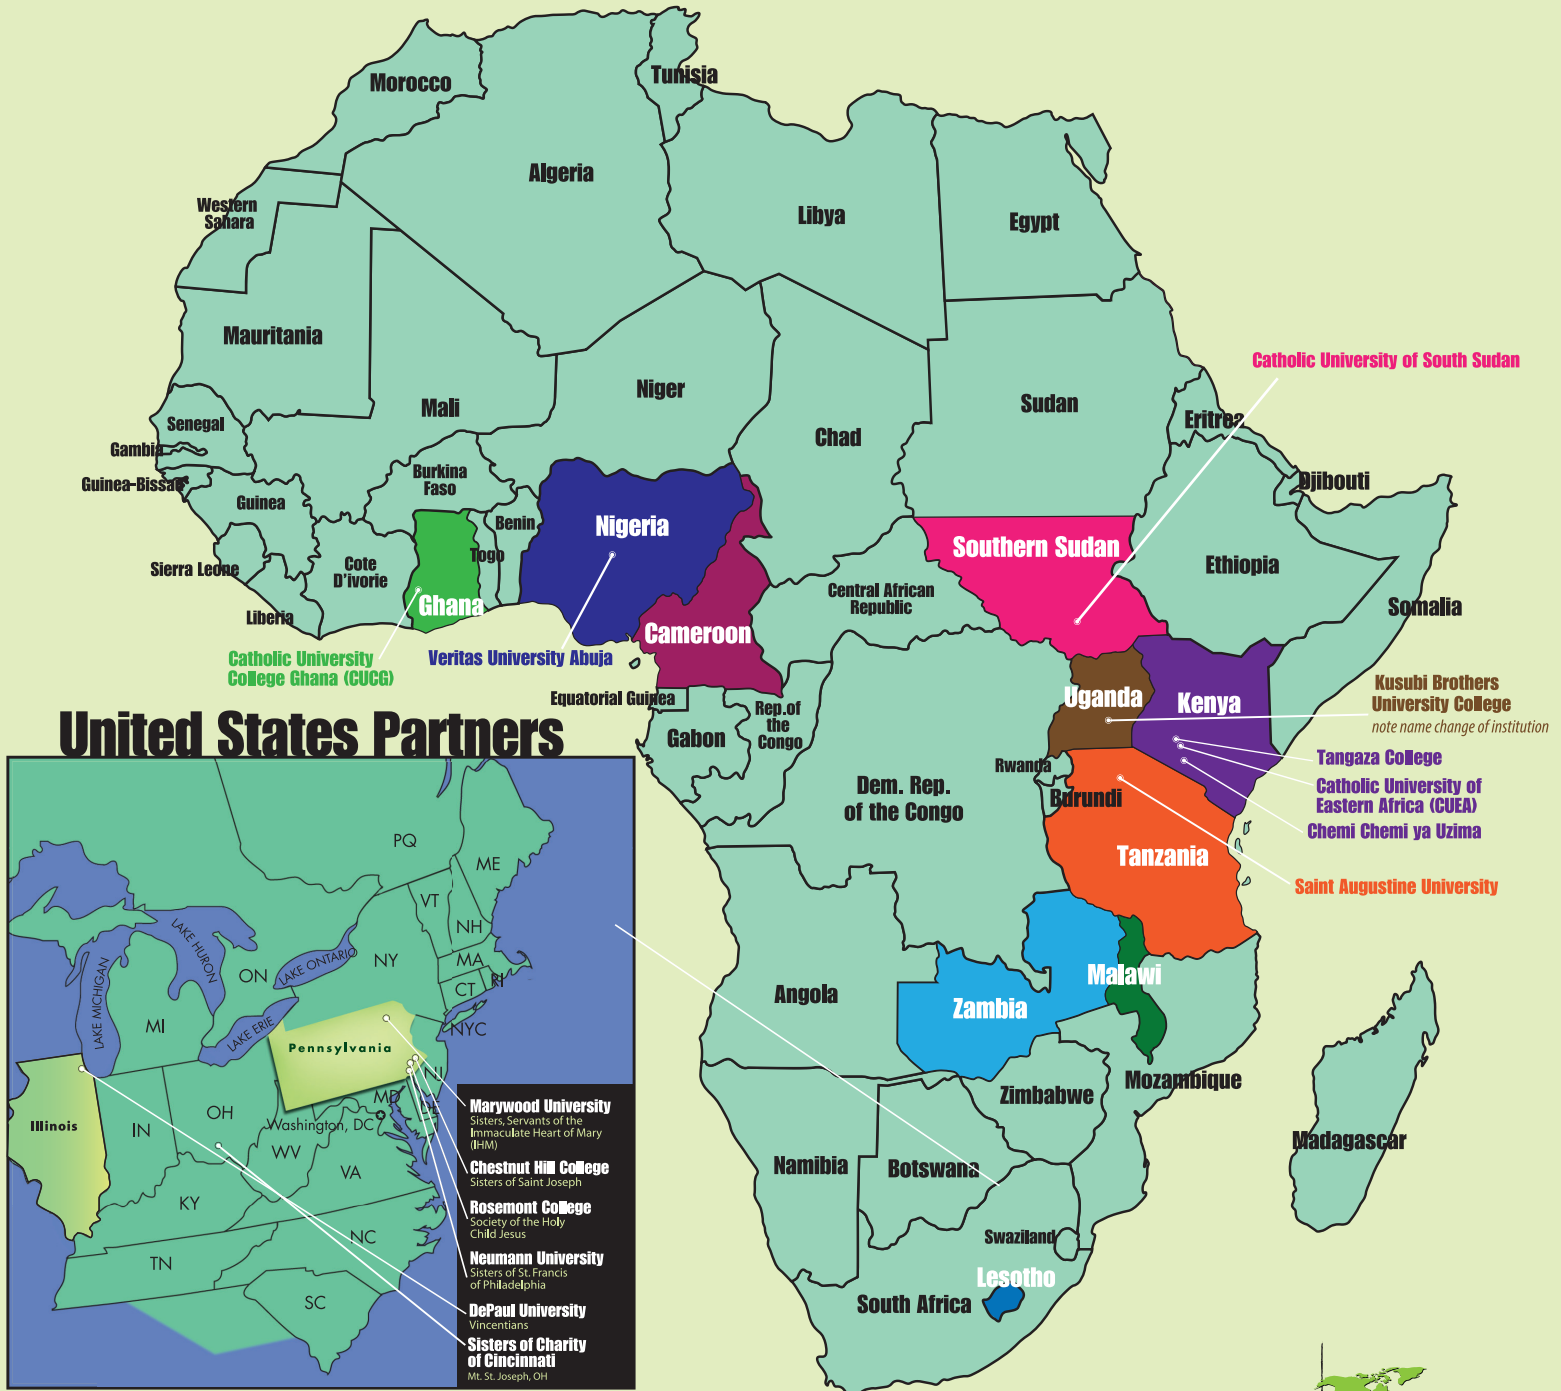 Morocco
Tunisia
Algeria
Libya
Egypt
Western
Sahara
Mauritania
Mali
Niger
Chad
Sudan
Eritrea
Djibouti
Catholic University of South Sudan
Senegal
Gambia
Guinea-Bissau
Guinea
Sierra Leone
Liberia
Cote
D'ivorie
Burkina
Faso
Ghana
Togo
Benin
Nigeria
Cameroon
Central African
Republic
Southern Sudan
Ethiopia
Somalia
Catholic University
College Ghana (CUCG)
Veritas University Abuja
Equatorial Guinea
Gabon
Rep.of
the
Congo
Dem. Rep.
of the Congo
Uganda
Kenya
Rwanda
Burundi
Tanzania
Kusubi Brothers
University College
note name change of institution
Tangaza College
Catholic University of
Eastern Africa (CUEA)
Chemi Chemi ya Uzima
Saint Augustine University
Angola
Zambia
Malawi
Mozambique
Zimbabwe
Madagascar
Namibia
Botswana
Swaziland
Lesotho
South Africa
United States Partners
PQ
ME
VT
NH
MA
CT
RI
NY
NYC
ON
LAKE HURON
LAKE ONTARIO
LAKE MICHIGAN
LAKE ERIE
MI
Pennsylvania
NJ
MD
DE
Washington, DC
Illinois
IN
OH
WV
VA
KY
TN
NC
SC
Marywood University
Sisters, Servants of the
Immaculate Heart of Mary
(IHM)
Chestnut Hill College
Sisters of Saint Joseph
Rosemont College
Society of the Holy
Child Jesus
Neumann University
Sisters of St. Francis
of Philadelphia
DePaul University
Vincentians
Sisters of Charity
of Cincinnati
Mt. St. Joseph, OH